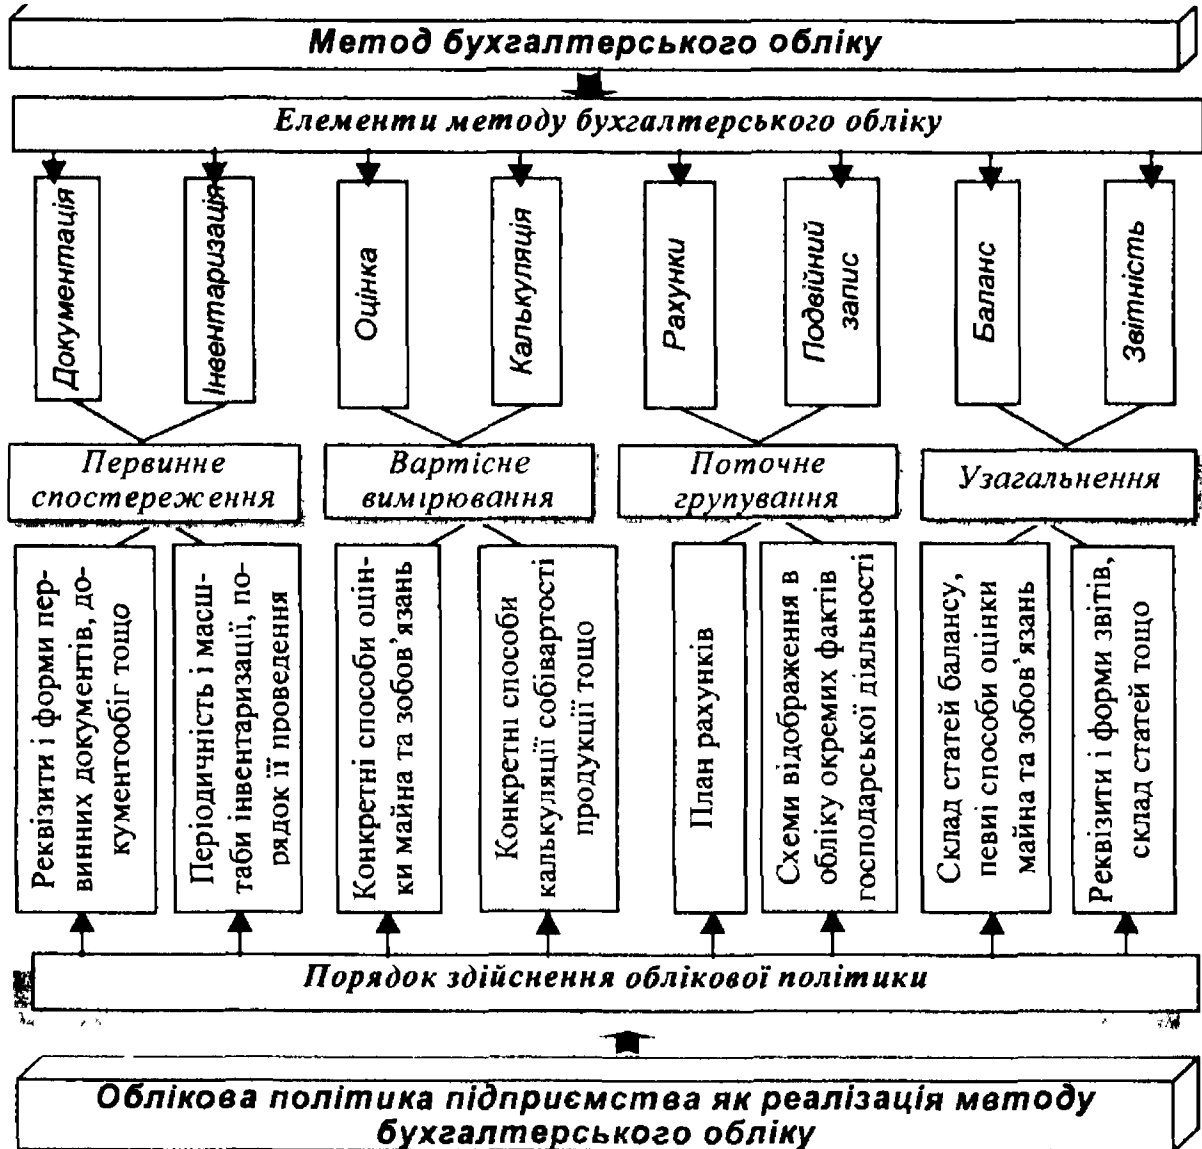 Метод бухгалтерського обліку
Елементи методу бухгалтерського обліку
Документація
Інвентаризація
Оцінка
Калькуляція
Рахунки
Подвійний
запис
Баланс
Звітність
Первинне
спостереження
Вартісне
вимірювання
Поточне
групування
Узагальнення
Реквізити і форми пер-
винних документів, до-
кументообіг тощо
Періодичність і масш-
таби інвентаризації, по-
рядок її проведення
Конкретні способи оцін-
ки майна та зобов’язань
Конкретні способи
калькуляції собівартості
продукції тощо
План рахунків
Схеми відображення в
обліку окремих фактів
господарської діяльності
Склад статей балансу,
певні способи оцінки
майна та зобов’язань
Реквізити і форми звітів,
склад статей тощо
Порядок здійснення облікової політики
Облікова політика підприємства як реалізація методу
бухгалтерського обліку